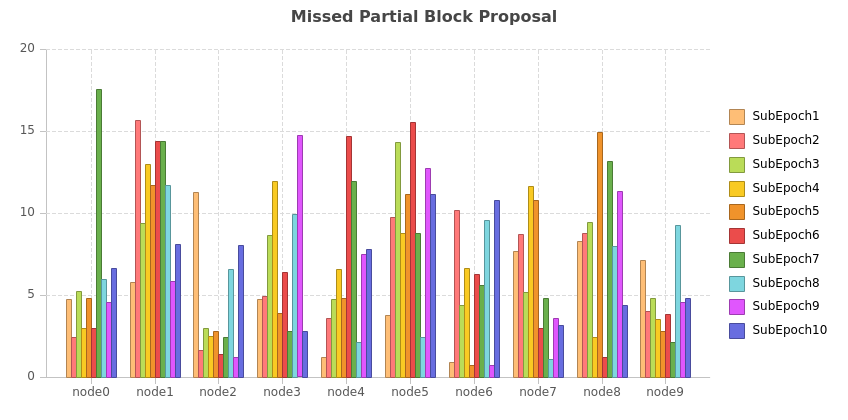 Missed Partial Block Proposal
20
15
10
5
0
node0 node1 node2 node3 node4 node5 node6 node7 node8 node9
SubEpoch1
SubEpoch2
SubEpoch3
SubEpoch4
SubEpoch5
SubEpoch6
SubEpoch7
SubEpoch8
SubEpoch9
SubEpoch10